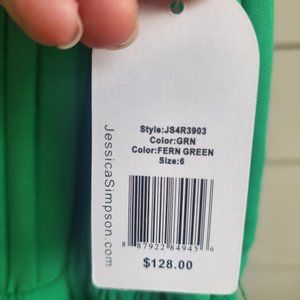 JessicaSimpson.com
Style:JS4R3903
Color:GRN
Color:FERN GREEN
Size:6
8 87922 84945 6
$128.00